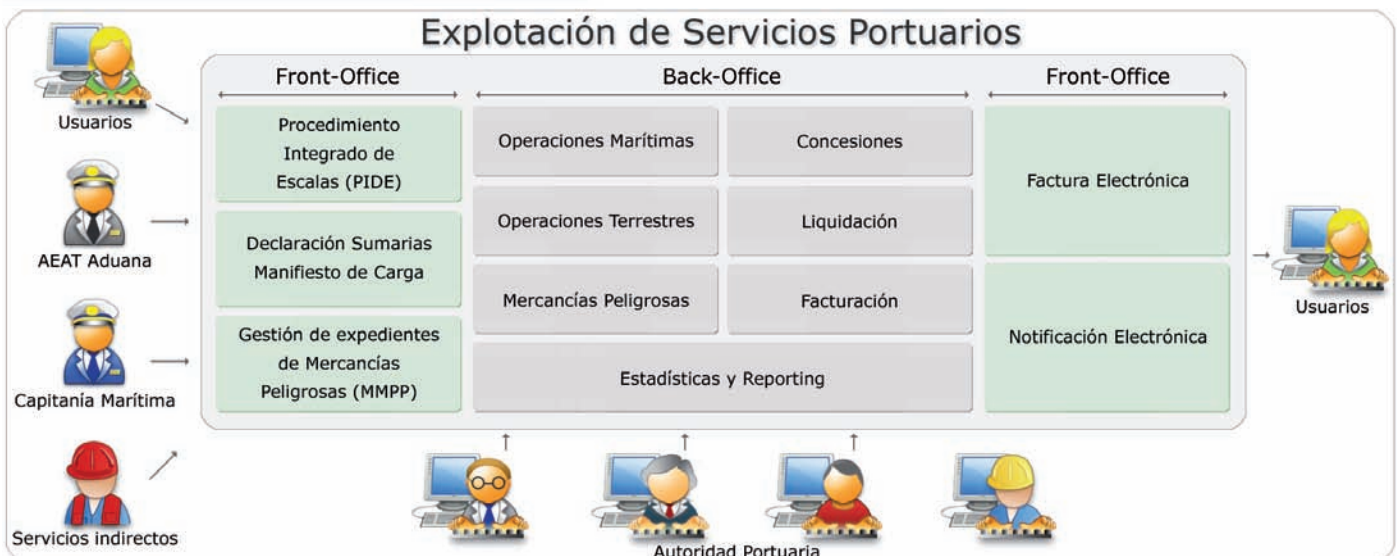 Explotación de Servicios Portuarios
Front-Office
Back-Office
Front-Office
Usuarios
AEAT Aduana
Capitanía Marítima
Servicios indirectos
Procedimiento
Integrado de
Escalas (PIDE)
Declaración Sumarias
Manifiesto de Carga
Gestión de expedientes
de Mercancías
Peligrosas (MMPP)
Operaciones Marítimas
Concesiones
Operaciones Terrestres
Liquidación
Mercancías Peligrosas
Facturación
Estadísticas y Reporting
Factura Electrónica
Notificación Electrónica
Usuarios
Autoridad Portuaria